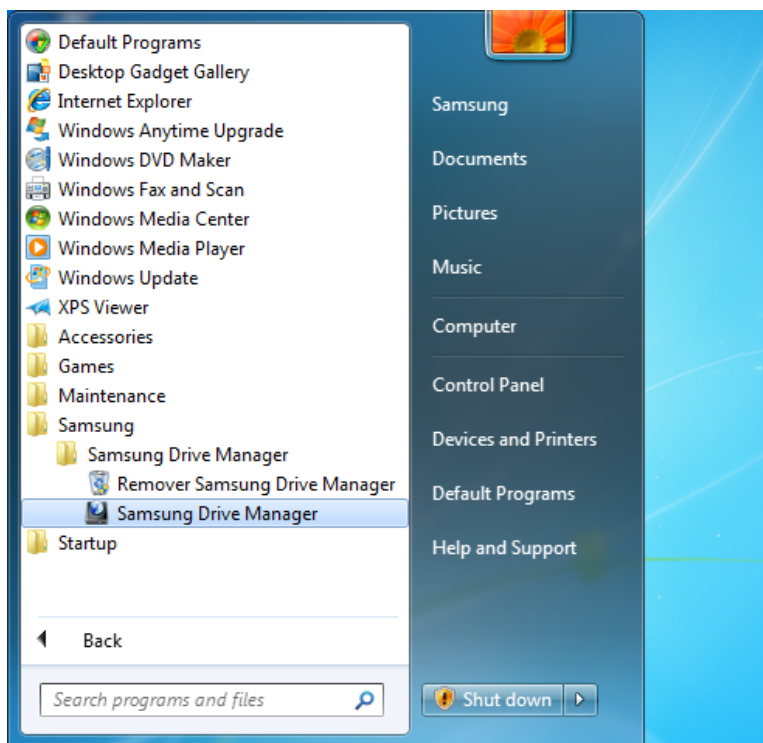 Default Programs
Desktop Gadget Gallery
Internet Explorer
Windows Anytime Upgrade
Windows DVD Maker
Windows Fax and Scan
Windows Media Center
Windows Media Player
Windows Update
XPS Viewer
Accessories
Games
Maintenance
Samsung
Samsung Drive Manager
Remover Samsung Drive Manager
Samsung Drive Manager
Startup
Back
Search programs and files
Samsung
Documents
Pictures
Music
Computer
Control Panel
Devices and Printers
Default Programs
Help and Support
Shut down